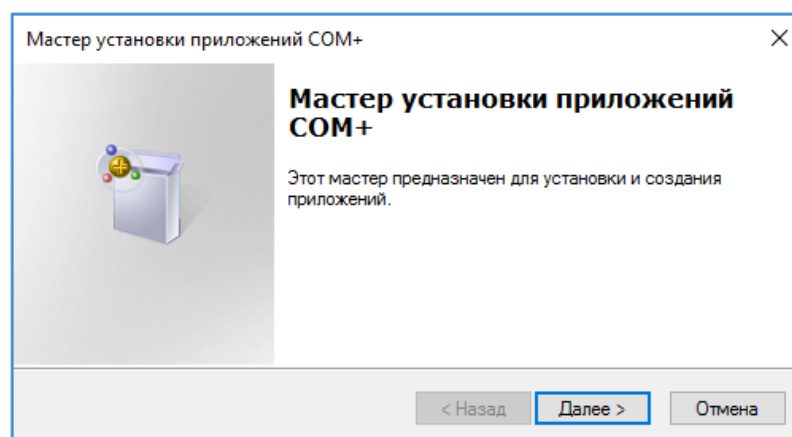 Мастер установки приложений COM+
Мастер установки приложений
COM+
Этот мастер предназначен для установки и создания
приложений.
< Назад
Далее >
Отмена